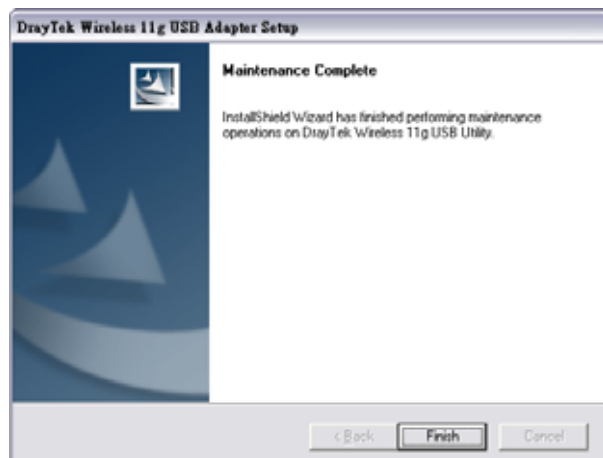 DrayTek Wireless 11g USB Adapter Setup
Maintenance Complete
InstallShield Wizard has finished performing maintenance
operations on DrayTek Wireless 11g USB Utility.
< Back
Finish
Cancel